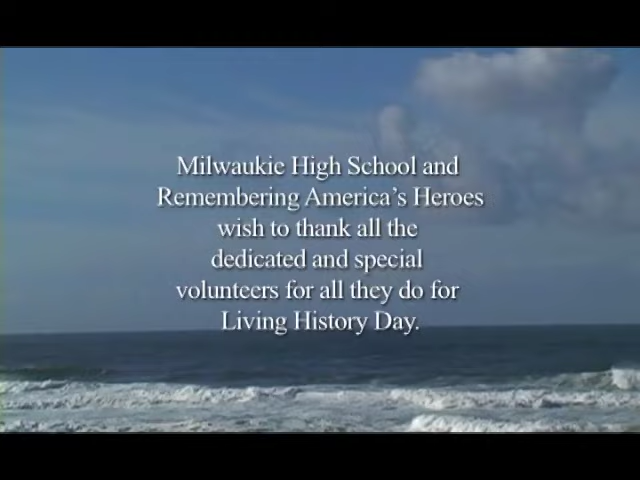 Milwaukie High School and
Remembering America's Heroes
wish to thank all the
dedicated and special
volunteers for all they do for
Living History Day.